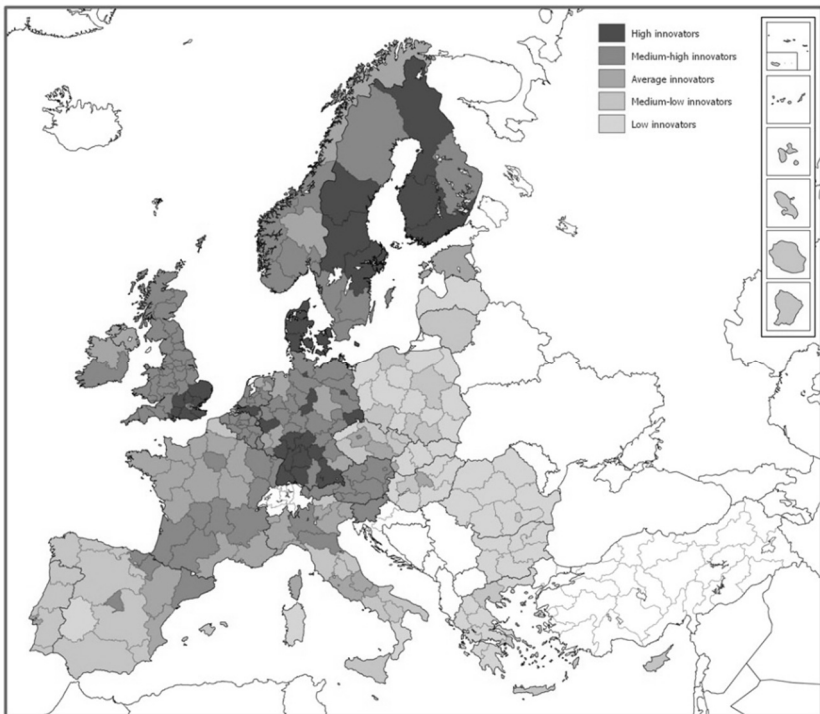 High innovators
Medium-high innovators
Average innovators
Medium-low innovators
Low innovators